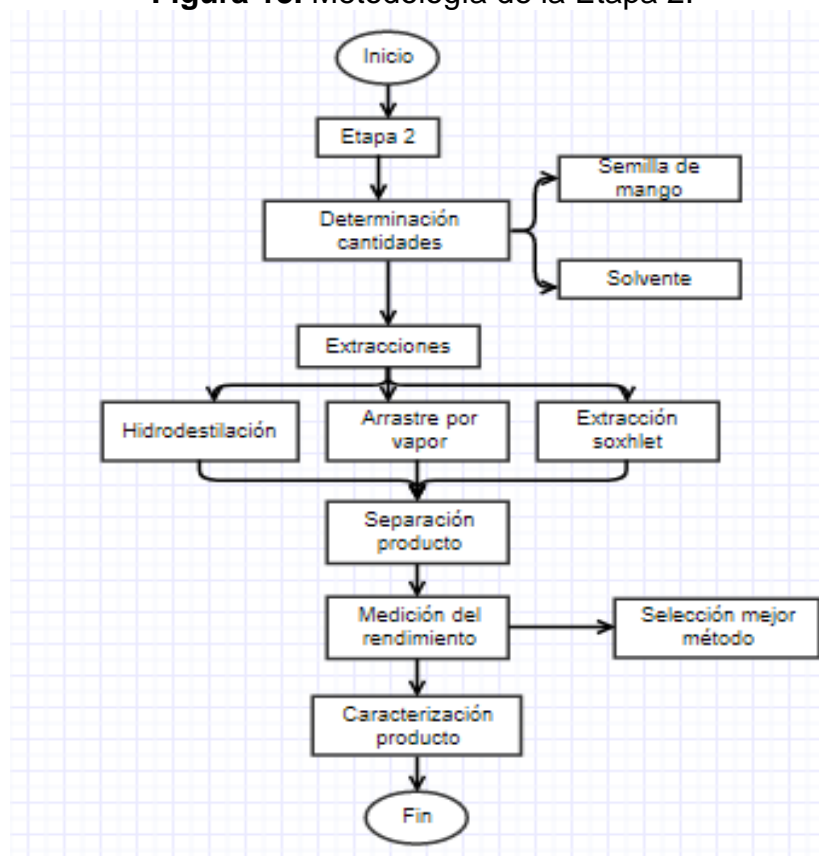 Figura 13. Metodología de la Etapa 2.
Inicio
Etapa 2
Determinación
cantidades
Semilla de
mango
Solvente
Extracciones
Hidrodestilación
Arrastre por
vapor
Extracción
soxhlet
Separación
producto
Medición del
rendimiento
Selección mejor
método
Caracterización
producto
Fin